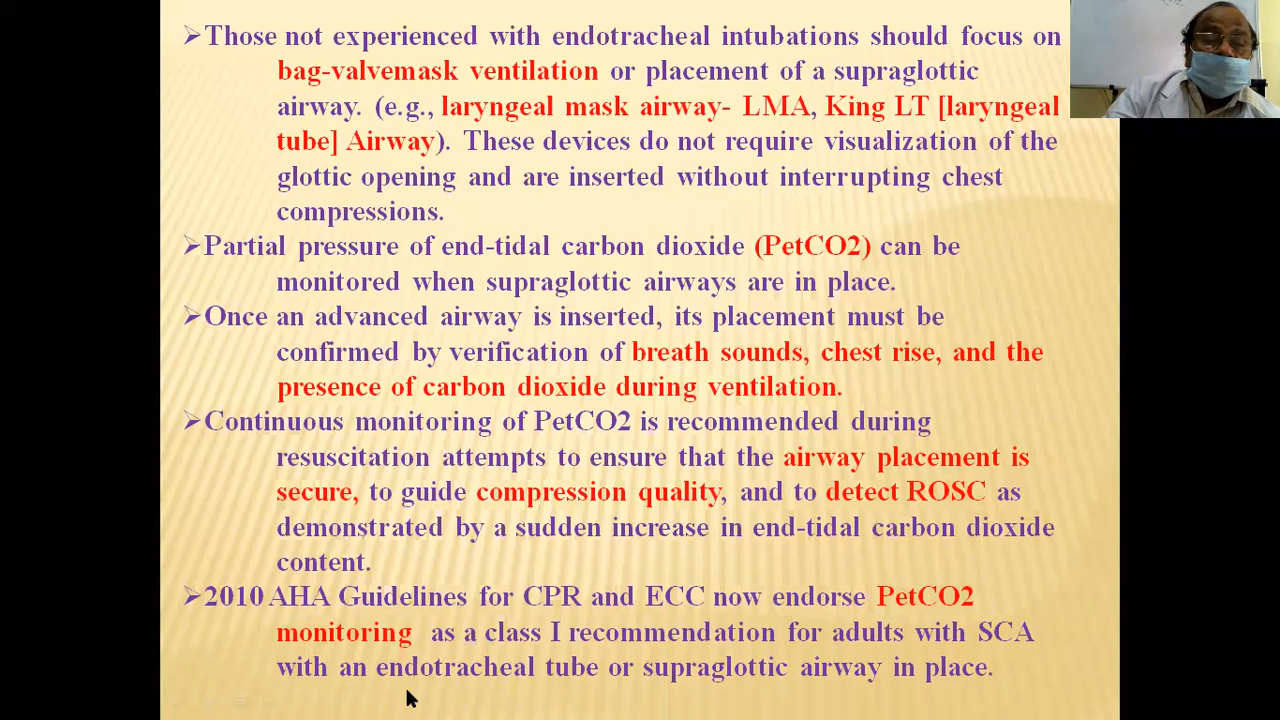 ➢Those not experienced with endotracheal intubations should focus on
bag-valvemask ventilation or placement of a supraglottic
airway. (e.g., laryngeal mask airway- LMA, King LT [laryngeal
tube] Airway). These devices do not require visualization of the
glottic opening and are inserted without interrupting chest
compressions.
➢Partial pressure of end-tidal carbon dioxide (PetCO2) can be
monitored when supraglottic airways are in place.
➢Once an advanced airway is inserted, its placement must be
confirmed by verification of breath sounds, chest rise, and the
presence of carbon dioxide during ventilation.
➢Continuous monitoring of PetCO2 is recommended during
resuscitation attempts to ensure that the airway placement is
secure, to guide compression quality, and to detect ROSC as
demonstrated by a sudden increase in end-tidal carbon dioxide
content.
➢2010 AHA Guidelines for CPR and ECC now endorse PetCO2
monitoring as a class I recommendation for adults with SCA
with an endotracheal tube or supraglottic airway in place.